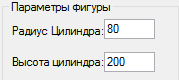 Параметры фигуры
Радиус Цилиндра: 80
Высота цилиндра: 200